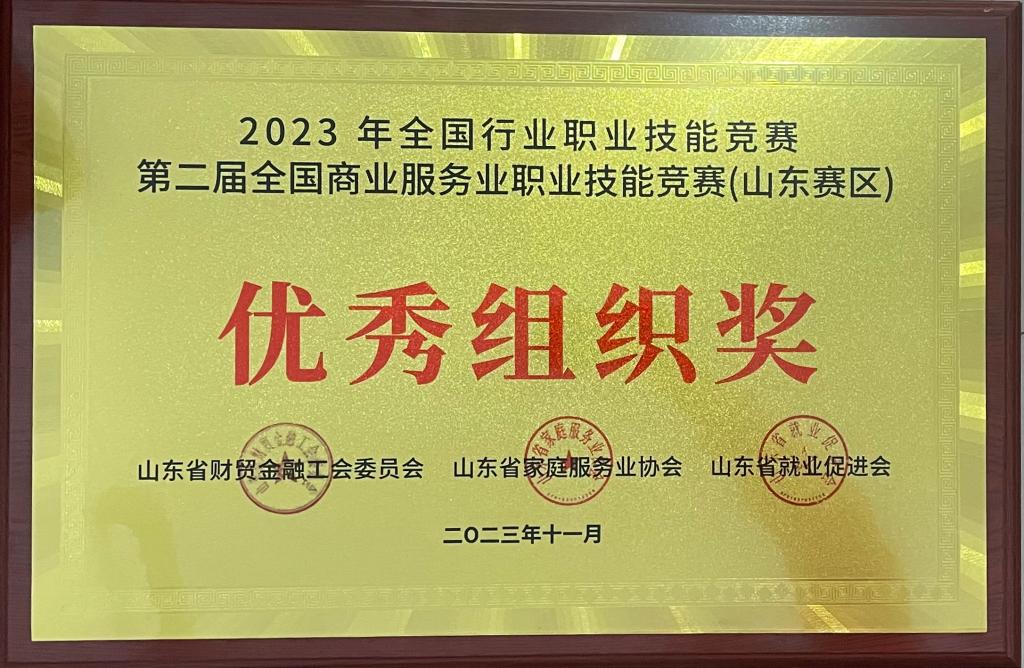 2023 年全国行业职业技能竞赛
第二届全国商业服务业职业技能竞赛(山东赛区)
优秀组织奖
山东省财贸金融工会委员会 山东省家庭服务业协会 山东省就业促进会
二〇二三年十一月